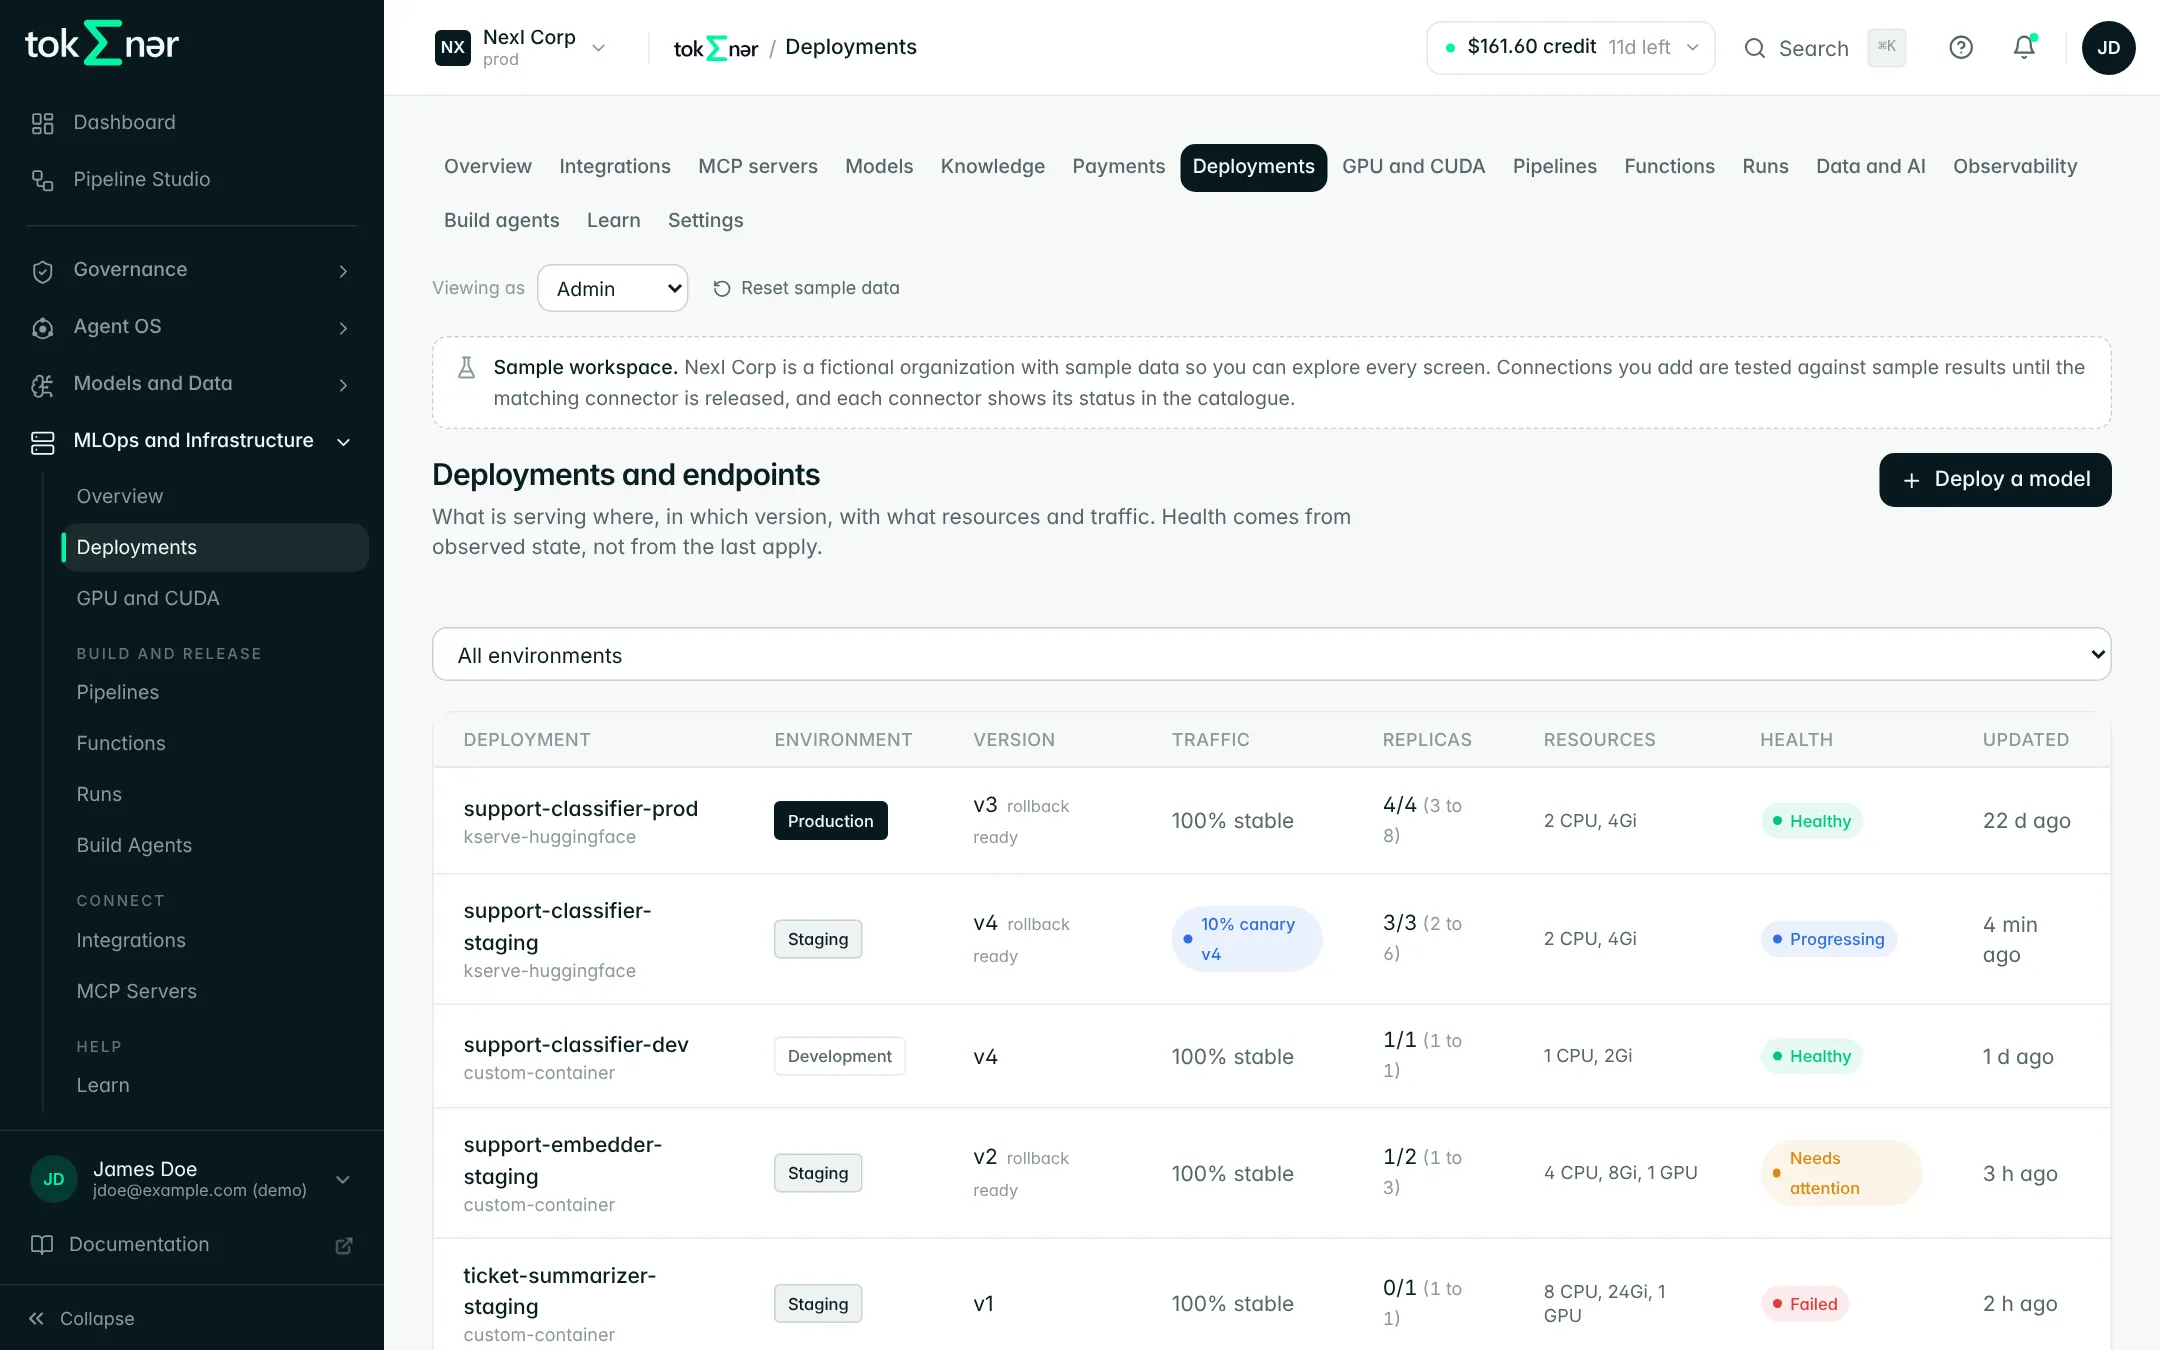 tokΣnər
Dashboard
Pipeline Studio
Governance
Agent OS
Models and Data
MLOps and Infrastructure
Overview
Deployments
GPU and CUDA
BUILD AND RELEASE
Pipelines
Functions
Runs
Build Agents
CONNECT
Integrations
MCP Servers
HELP
Learn
JD
James Doe
jdoe@example.com (demo)
Documentation
Collapse
NX
Nexl Corp
prod
tokΣnər / Deployments
$161.60 credit 11d left
Search ⌘K
JD
Overview Integrations MCP servers Models Knowledge Payments Deployments GPU and CUDA Pipelines Functions Runs Data and AI Observability
Build agents Learn Settings
Viewing as Admin Reset sample data
Sample workspace. Nexl Corp is a fictional organization with sample data so you can explore every screen. Connections you add are tested against sample results until the
matching connector is released, and each connector shows its status in the catalogue.
Deployments and endpoints
+ Deploy a model
What is serving where, in which version, with what resources and traffic. Health comes from
observed state, not from the last apply.
All environments
DEPLOYMENT ENVIRONMENT VERSION TRAFFIC REPLICAS RESOURCES HEALTH UPDATED
support-classifier-prod
kserve-huggingface
Production
v3 rollback
ready
100% stable
4/4 (3 to
8)
2 CPU, 4Gi
Healthy
22 d ago
support-classifier-
staging
kserve-huggingface
Staging
v4 rollback
ready
10% canary
v4
3/3 (2 to
6)
2 CPU, 4Gi
Progressing
4 min
ago
support-classifier-dev
custom-container
Development
v4
100% stable
1/1 (1 to
1)
1 CPU, 2Gi
Healthy
1 d ago
support-embedder-
staging
custom-container
Staging
v2 rollback
ready
100% stable
1/2 (1 to
3)
4 CPU, 8Gi, 1 GPU
Needs
attention
3 h ago
ticket-summarizer-
staging
custom-container
Staging
v1
100% stable
0/1 (1 to
1)
8 CPU, 24Gi, 1
GPU
Failed
2 h ago